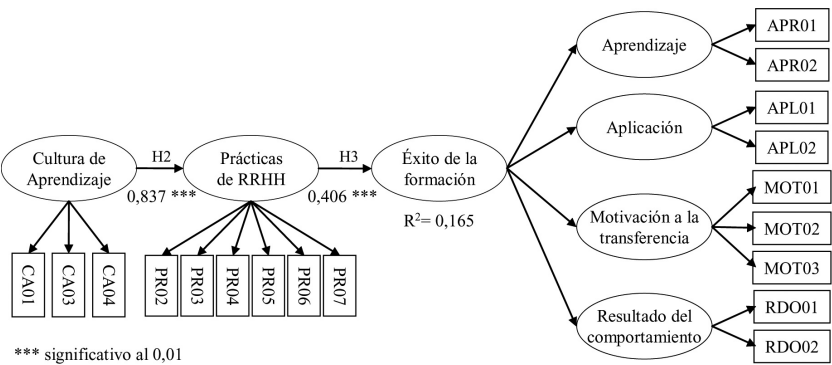 Cultura de
Aprendizaje
H2
0,837 ***
Prácticas
de RRHH
H3
0,406 ***
Éxito de la
formación
R²= 0,165
CA01
CA03
CA04
PR02
PR03
PR04
PR05
PR06
PR07
Aprendizaje
APR01
APR02
Aplicación
APL01
APL02
Motivación a la
transferencia
MOT01
MOT02
MOT03
Resultado del
comportamiento
RDO01
RDO02
*** significativo al 0,01